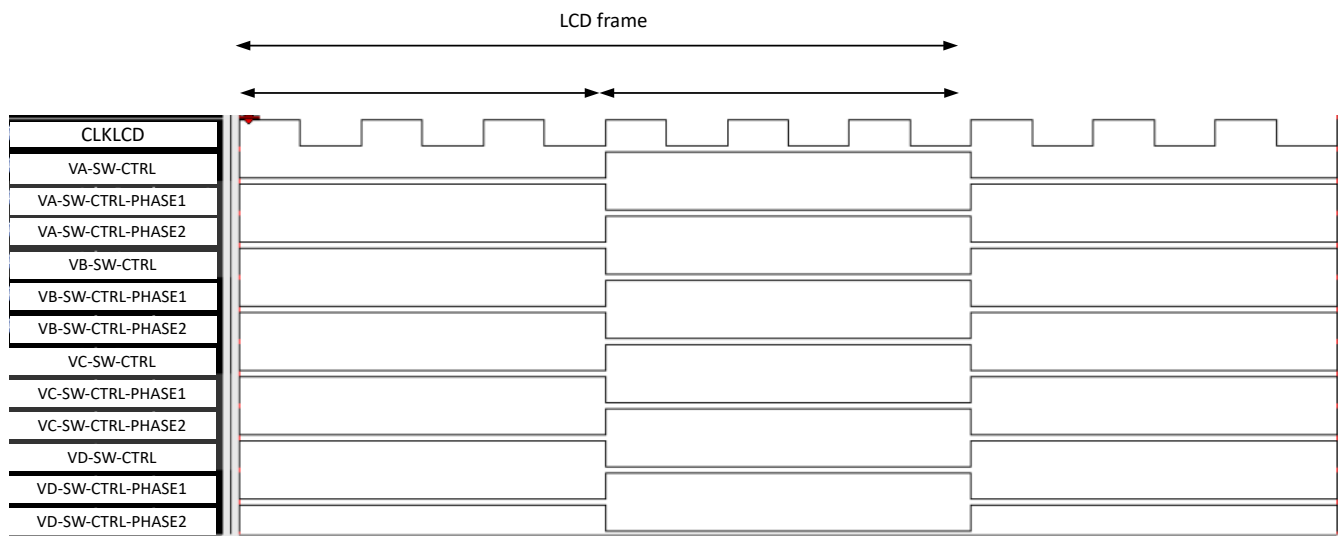 LCD frame
CLKLCD
VA-SW-CTRL
VA-SW-CTRL-PHASE1
VA-SW-CTRL-PHASE2
VB-SW-CTRL
VB-SW-CTRL-PHASE1
VB-SW-CTRL-PHASE2
VC-SW-CTRL
VC-SW-CTRL-PHASE1
VC-SW-CTRL-PHASE2
VD-SW-CTRL
VD-SW-CTRL-PHASE1
VD-SW-CTRL-PHASE2